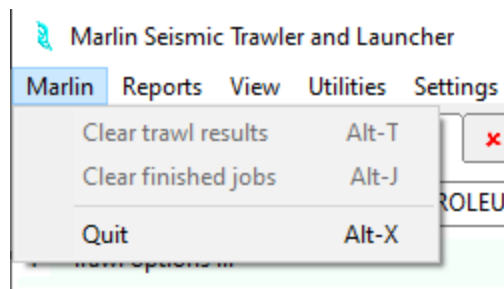 Marlin Seismic Trawler and Launcher
Marlin Reports View Utilities Settings
Clear trawl results Alt-T
Clear finished jobs Alt-J
ROLEU
Quit Alt-X